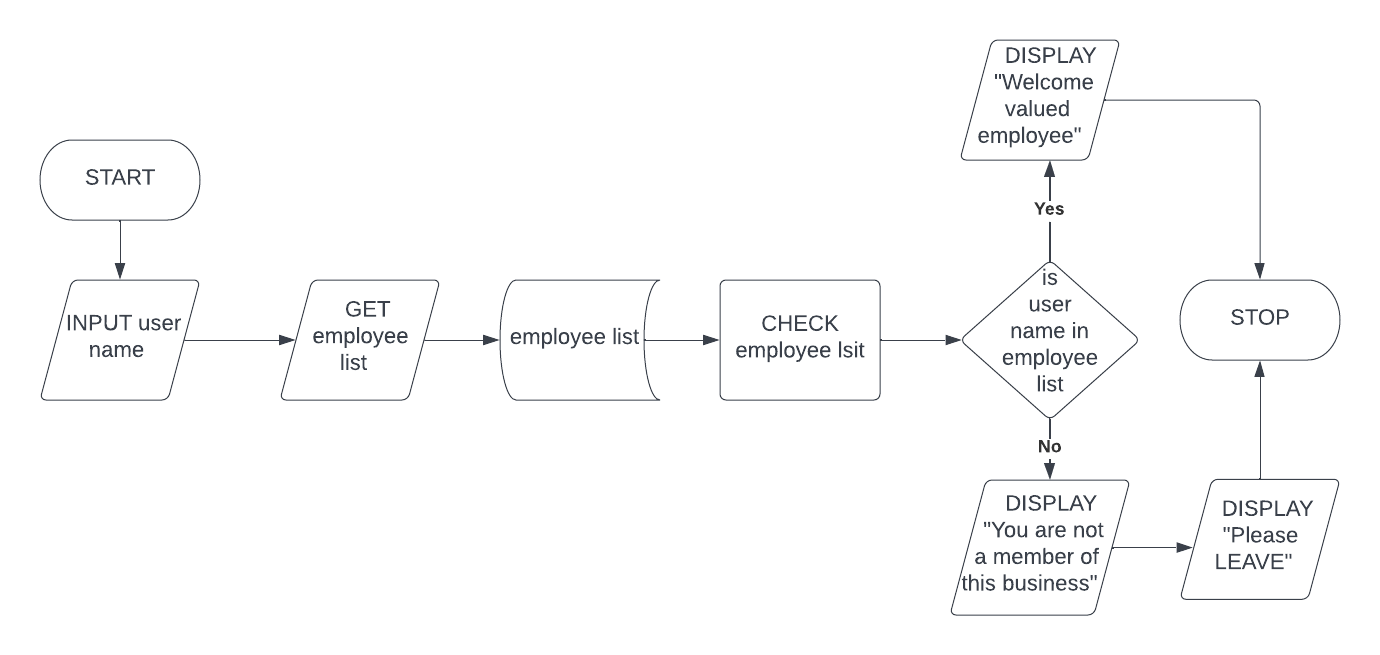 START
INPUT user
name
GET
employee
list
employee list
CHECK
employee lsit
is
user
name in
employee
list
Yes
DISPLAY
"Welcome
valued
employee"
No
DISPLAY
"You are not
a member of
this business"
DISPLAY
"Please
LEAVE"
STOP